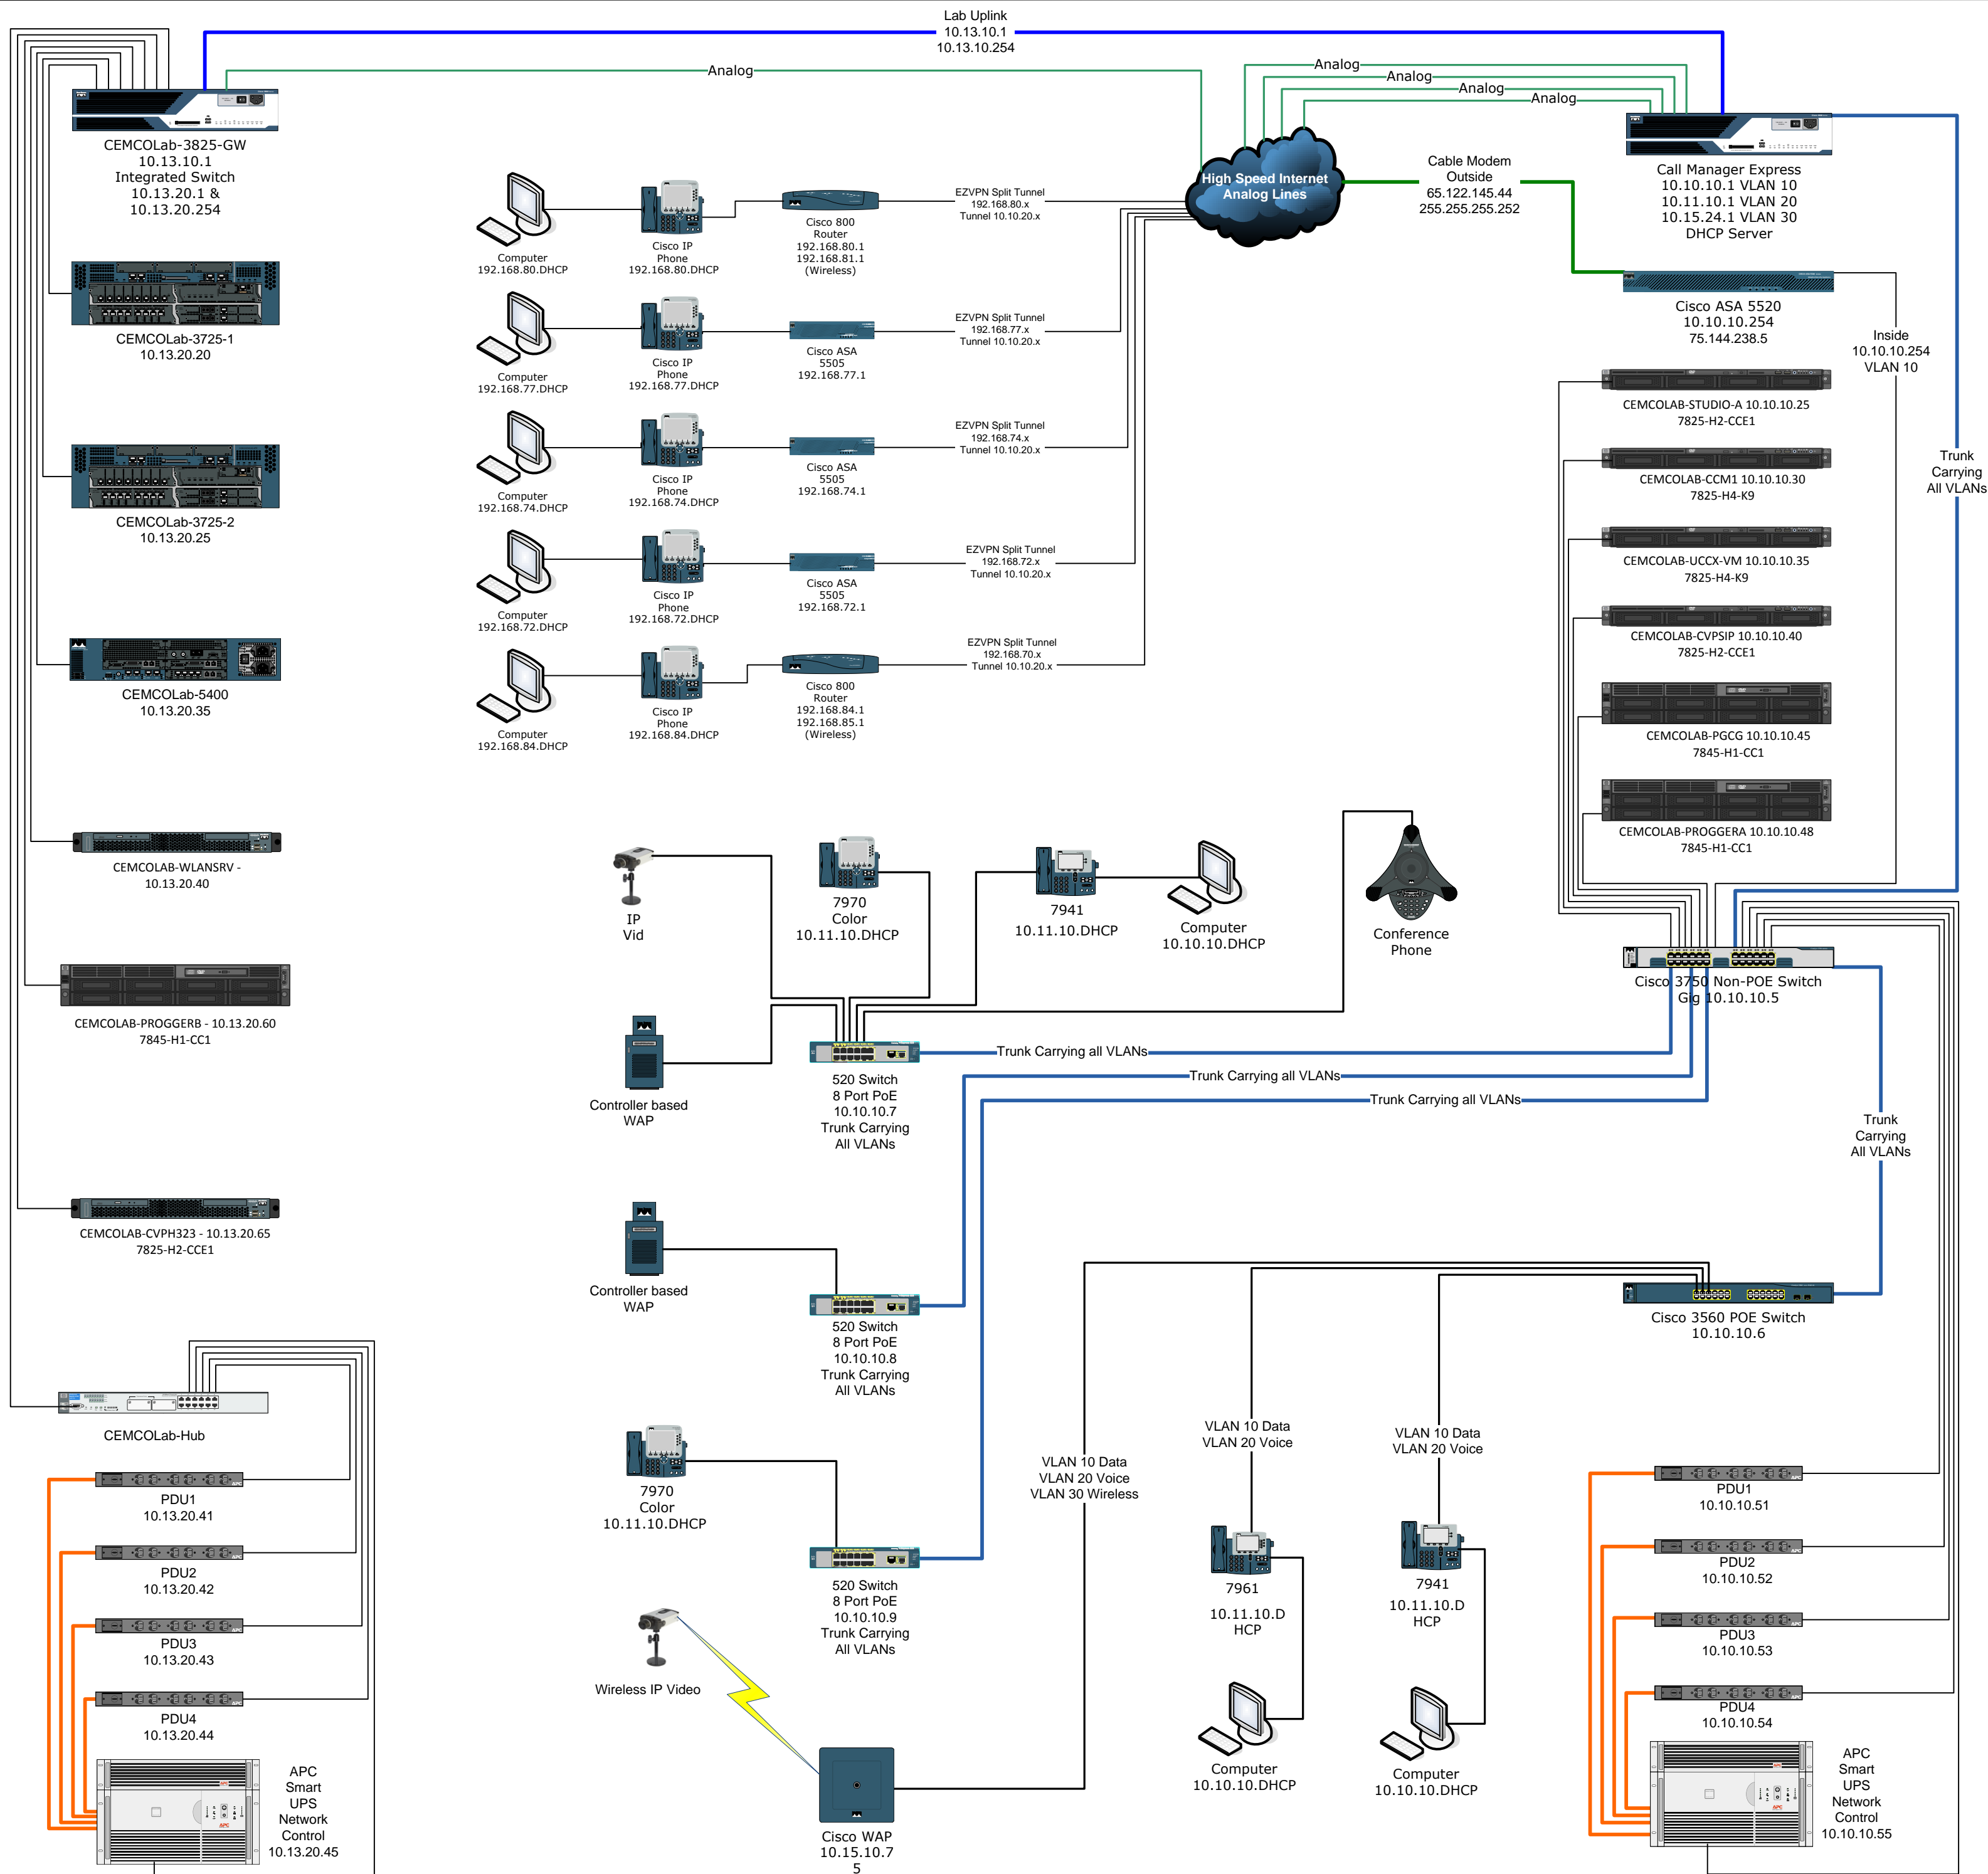 Lab Uplink
10.13.10.1
10.13.10.254
Analog
Analog
Analog
Analog
Analog
CEMCOLab-3825-GW
10.13.10.1
Integrated Switch
10.13.20.1 &
10.13.20.254
High Speed Internet
Analog Lines
Cable Modem
Outside
65.122.145.44
255.255.255.252
Call Manager Express
10.10.10.1 VLAN 10
10.11.10.1 VLAN 20
10.15.24.1 VLAN 30
DHCP Server
Computer
192.168.80.DHCP
Cisco IP
Phone
192.168.80.DHCP
Cisco 800
Router
192.168.80.1
192.168.81.1
(Wireless)
EZVPN Split Tunnel
192.168.80.x
Tunnel 10.10.20.x
Cisco ASA 5520
10.10.10.254
75.144.238.5
Inside
10.10.10.254
VLAN 10
CEMCOLab-3725-1
10.13.20.20
Computer
192.168.77.DHCP
Cisco IP
Phone
192.168.77.DHCP
Cisco ASA
5505
192.168.77.1
EZVPN Split Tunnel
192.168.77.x
Tunnel 10.10.20.x
CEMCOLAB-STUDIO-A 10.10.10.25
7825-H2-CCE1
CEMCOLAB-CCM1 10.10.10.30
7825-H4-K9
Trunk
Carrying
All VLANs
Computer
192.168.74.DHCP
Cisco IP
Phone
192.168.74.DHCP
Cisco ASA
5505
192.168.74.1
EZVPN Split Tunnel
192.168.74.x
Tunnel 10.10.20.x
CEMCOLab-3725-2
10.13.20.25
CEMCOLAB-UCCX-VM 10.10.10.35
7825-H4-K9
Computer
192.168.72.DHCP
Cisco IP
Phone
192.168.72.DHCP
Cisco ASA
5505
192.168.72.1
EZVPN Split Tunnel
192.168.72.x
Tunnel 10.10.20.x
CEMCOLAB-CVPSIP 10.10.10.40
7825-H2-CCE1
CEMCOLab-5400
10.13.20.35
Computer
192.168.84.DHCP
Cisco IP
Phone
192.168.84.DHCP
Cisco 800
Router
192.168.84.1
192.168.85.1
(Wireless)
EZVPN Split Tunnel
192.168.70.x
Tunnel 10.10.20.x
CEMCOLAB-PGCG 10.10.10.45
7845-H1-CC1
CEMCOLAB-PROGGERA 10.10.10.48
7845-H1-CC1
CEMCOLAB-WLANSRV -
10.13.20.40
IP
Vid
7970
Color
10.11.10.DHCP
7941
10.11.10.DHCP
Computer
10.10.10.DHCP
Conference
Phone
Cisco 3750 Non-POE Switch
Gig 10.10.10.5
CEMCOLAB-PROGGERB - 10.13.20.60
7845-H1-CC1
Controller based
WAP
520 Switch
8 Port PoE
10.10.10.7
Trunk Carrying
All VLANs
Trunk Carrying all VLANs
Trunk Carrying all VLANs
Trunk Carrying all VLANs
Trunk
Carrying
All VLANs
CEMCOLAB-CVPH323 - 10.13.20.65
7825-H2-CCE1
Controller based
WAP
520 Switch
8 Port PoE
10.10.10.8
Trunk Carrying
All VLANs
Cisco 3560 POE Switch
10.10.10.6
CEMCOLab-Hub
7970
Color
10.11.10.DHCP
520 Switch
8 Port PoE
10.10.10.9
Trunk Carrying
All VLANs
VLAN 10 Data
VLAN 20 Voice
VLAN 30 Wireless
VLAN 10 Data
VLAN 20 Voice
VLAN 10 Data
VLAN 20 Voice
7961
10.11.10.D
HCP
7941
10.11.10.D
HCP
Computer
10.10.10.DHCP
Computer
10.10.10.DHCP
Wireless IP Video
Cisco WAP
10.15.10.7
5
APC
PDU1
10.13.20.41
APC
PDU2
10.13.20.42
APC
PDU3
10.13.20.43
APC
PDU4
10.13.20.44
APC
APC
APC
Smart
UPS
Network
Control
10.13.20.45
APC
PDU1
10.10.10.51
APC
PDU2
10.10.10.52
APC
PDU3
10.10.10.53
APC
PDU4
10.10.10.54
APC
APC
APC
Smart
UPS
Network
Control
10.10.10.55